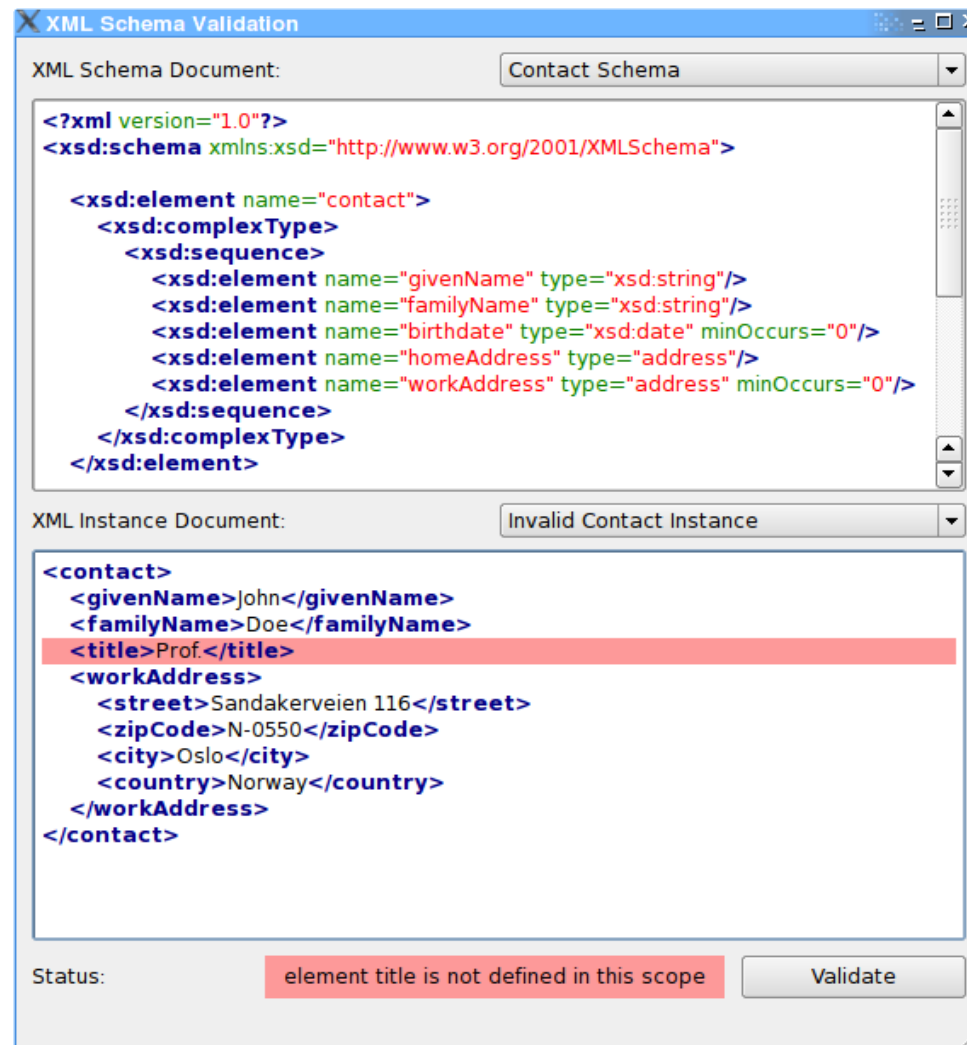 XML Schema Validation
XML Schema Document: Contact Schema
<?xml version="1.0"?>
<xsd:schema xmlns:xsd="http://www.w3.org/2001/XMLSchema">
<xsd:element name="contact">
<xsd:complexType>
<xsd:sequence>
<xsd:element name="givenName" type="xsd:string"/>
<xsd:element name="familyName" type="xsd:string"/>
<xsd:element name="birthdate" type="xsd:date" minOccurs="0"/>
<xsd:element name="homeAddress" type="address"/>
<xsd:element name="workAddress" type="address" minOccurs="0"/>
</xsd:sequence>
</xsd:complexType>
</xsd:element>
XML Instance Document: Invalid Contact Instance
<contact>
<givenName>John</givenName>
<familyName>Doe</familyName>
<title>Prof.</title>
<workAddress>
<street>Sandakerveien 116</street>
<zipCode>N-0550</zipCode>
<city>Oslo</city>
<country>Norway</country>
</workAddress>
</contact>
Status: element title is not defined in this scope Validate